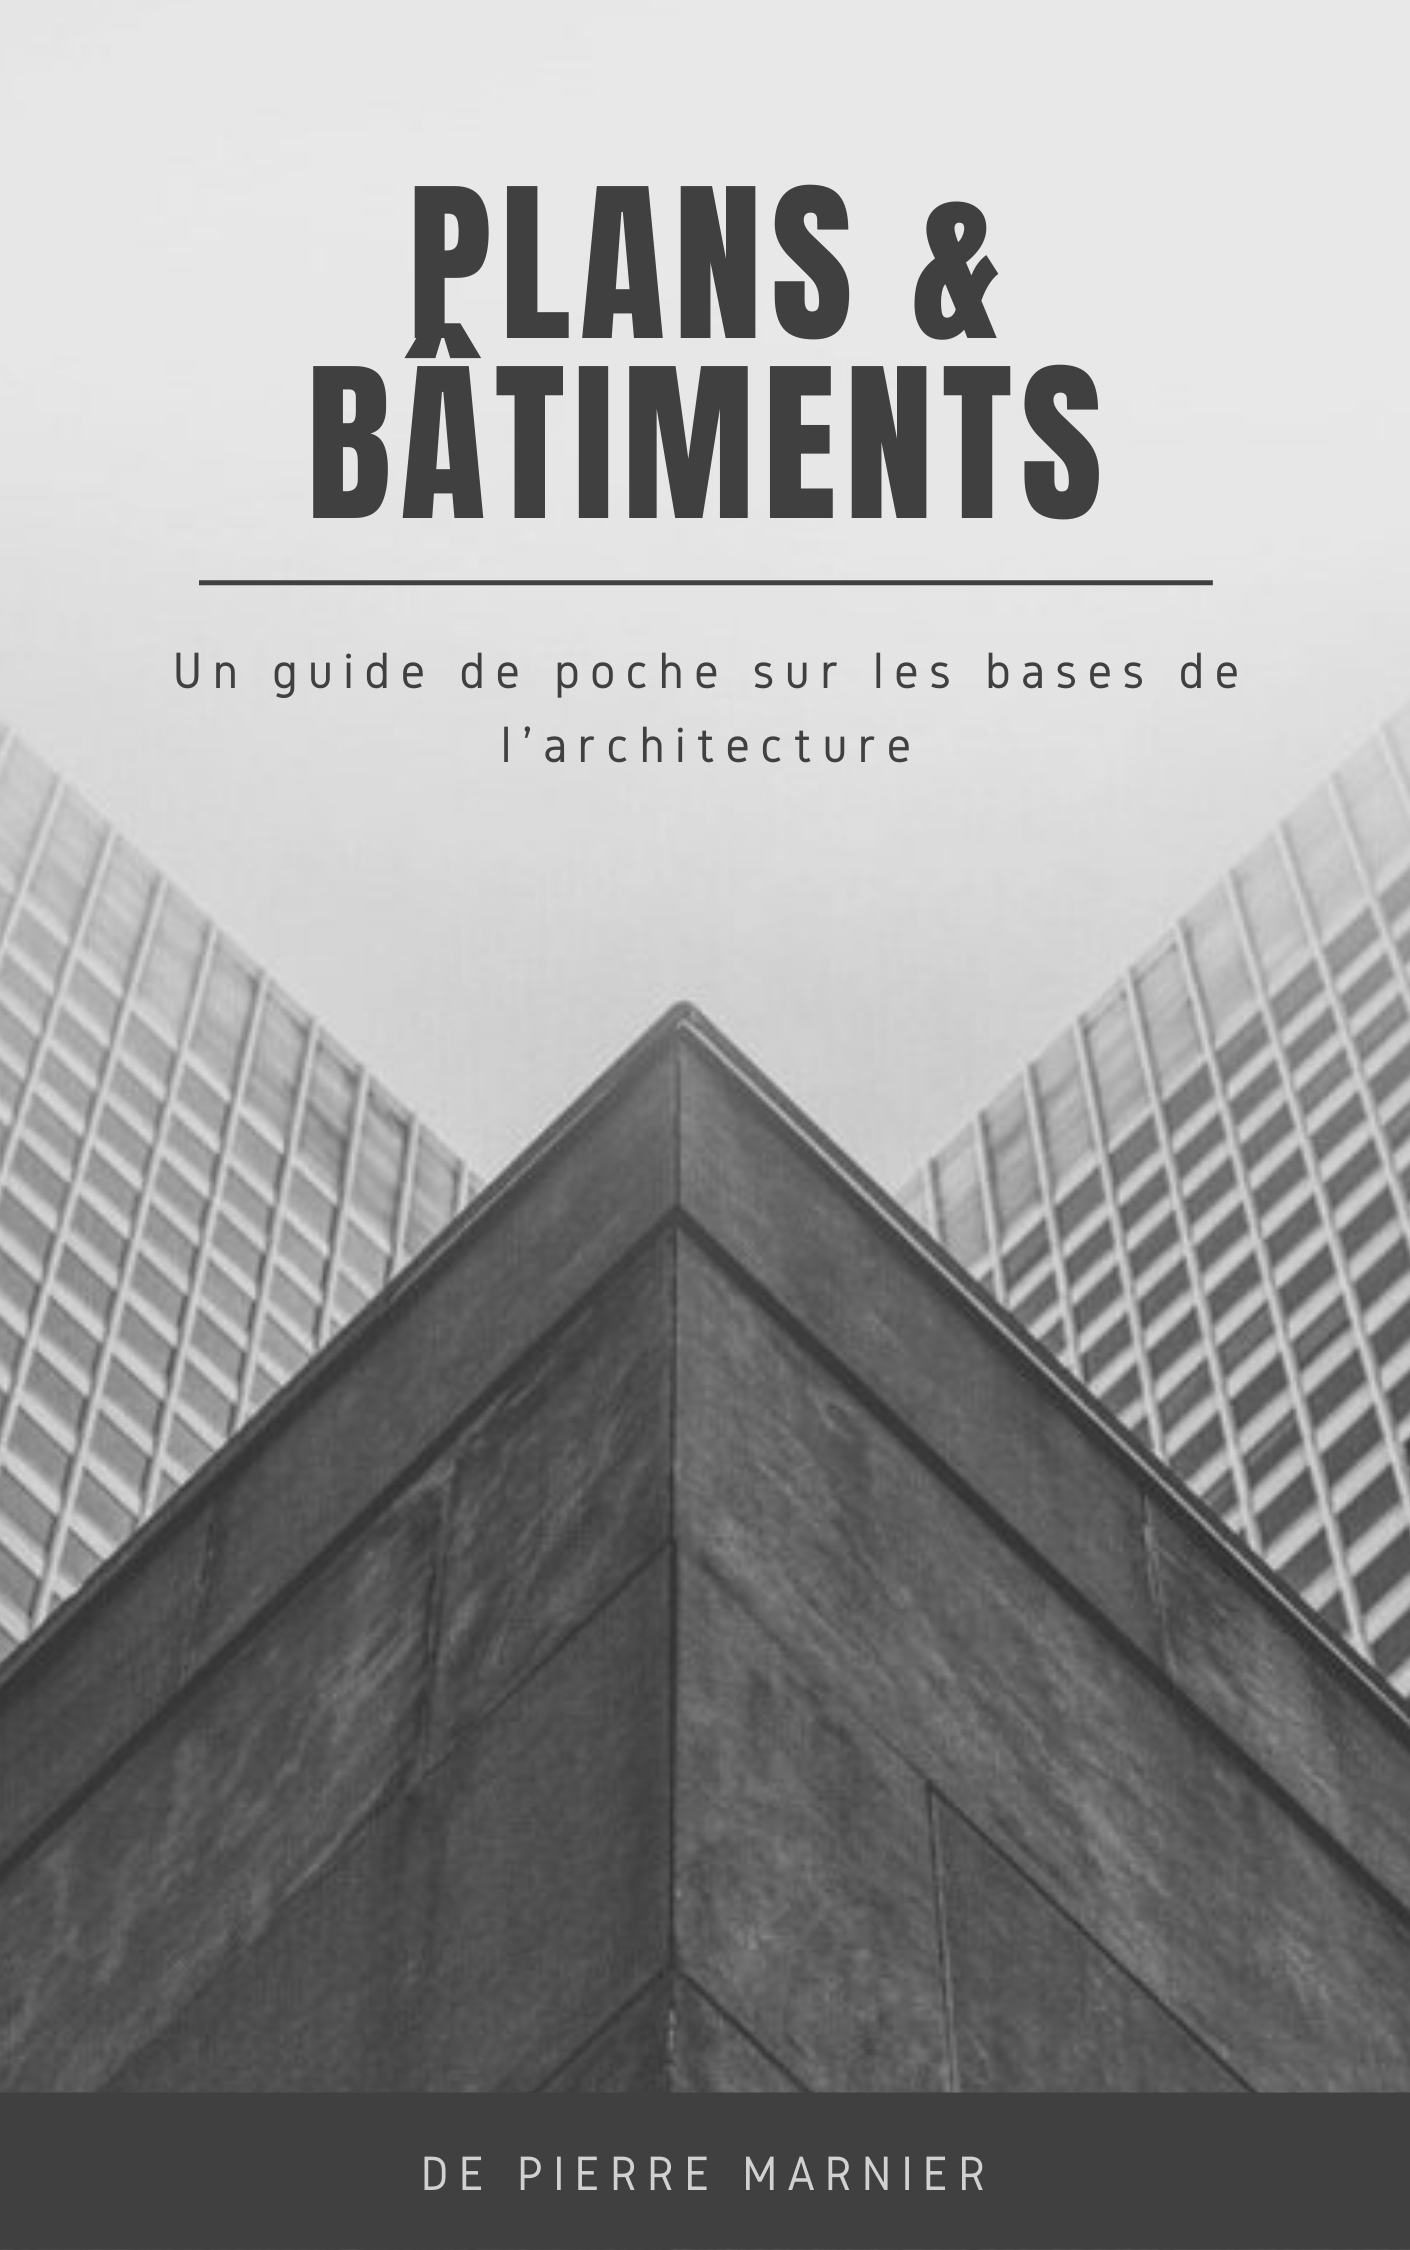 PLANS &
BÂTIMENTS
Un guide de poche sur les bases de
l’architecture
DE PIERRE MARNIER